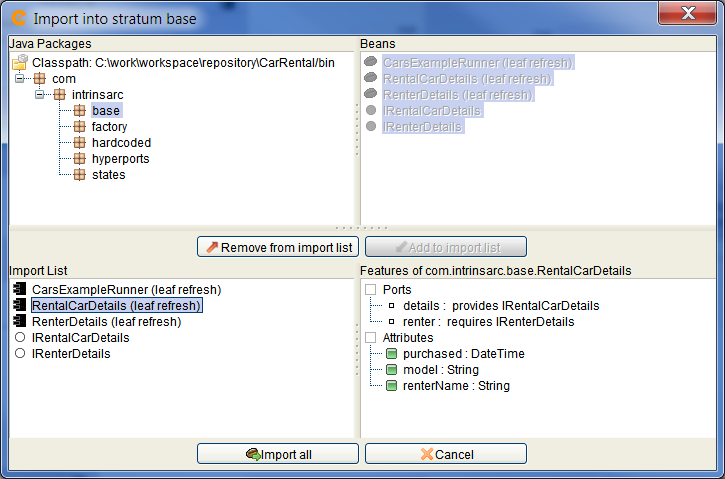 Import into stratum base
Java Packages
Classpath: C:\work\workspace\repository\CarRental/bin
com
intrinsarc
base
factory
hardcoded
hyperports
states
Beans
CarsExampleRunner (leaf refresh)
RentalCarDetails (leaf refresh)
RenterDetails (leaf refresh)
IRentalCarDetails
IRenterDetails
Remove from import list
Add to import list
Import List
CarsExampleRunner (leaf refresh)
RentalCarDetails (leaf refresh)
RenterDetails (leaf refresh)
IRentalCarDetails
IRenterDetails
Features of com.intrinsarc.base.RentalCarDetails
Ports
details : provides IRentalCarDetails
renter : requires IRenterDetails
Attributes
purchased : DateTime
model : String
renterName : String
Import all
Cancel